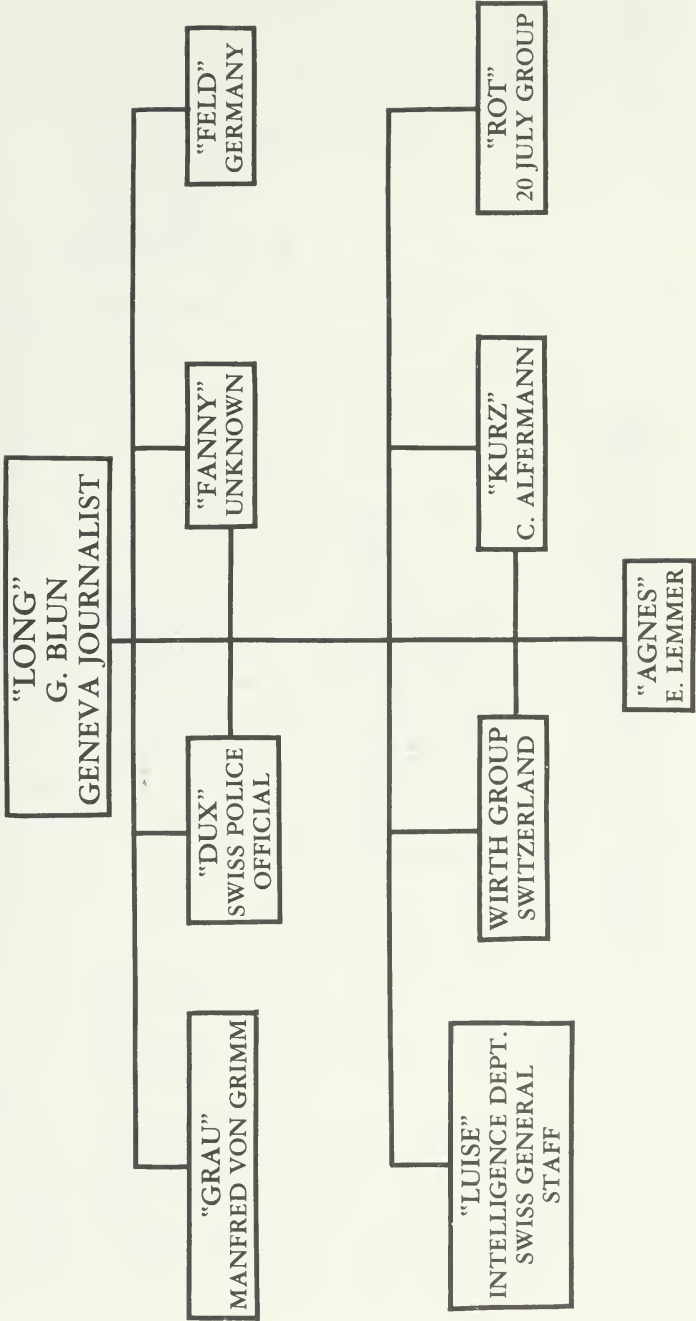 "LONG"
G. BLUN
GENEVA JOURNALIST
"GRAU"
MANFRED VON GRIMM
"DUX"
SWISS POLICE
OFFICIAL
"FANNY"
UNKNOWN
"FELD"
GERMANY
"LUISE"
INTELLIGENCE DEPT.
SWISS GENERAL
STAFF
WIRTH GROUP
SWITZERLAND
"KURZ"
C. ALFERMANN
"ROT"
20 JULY GROUP
"AGNES"
E. LEMMER